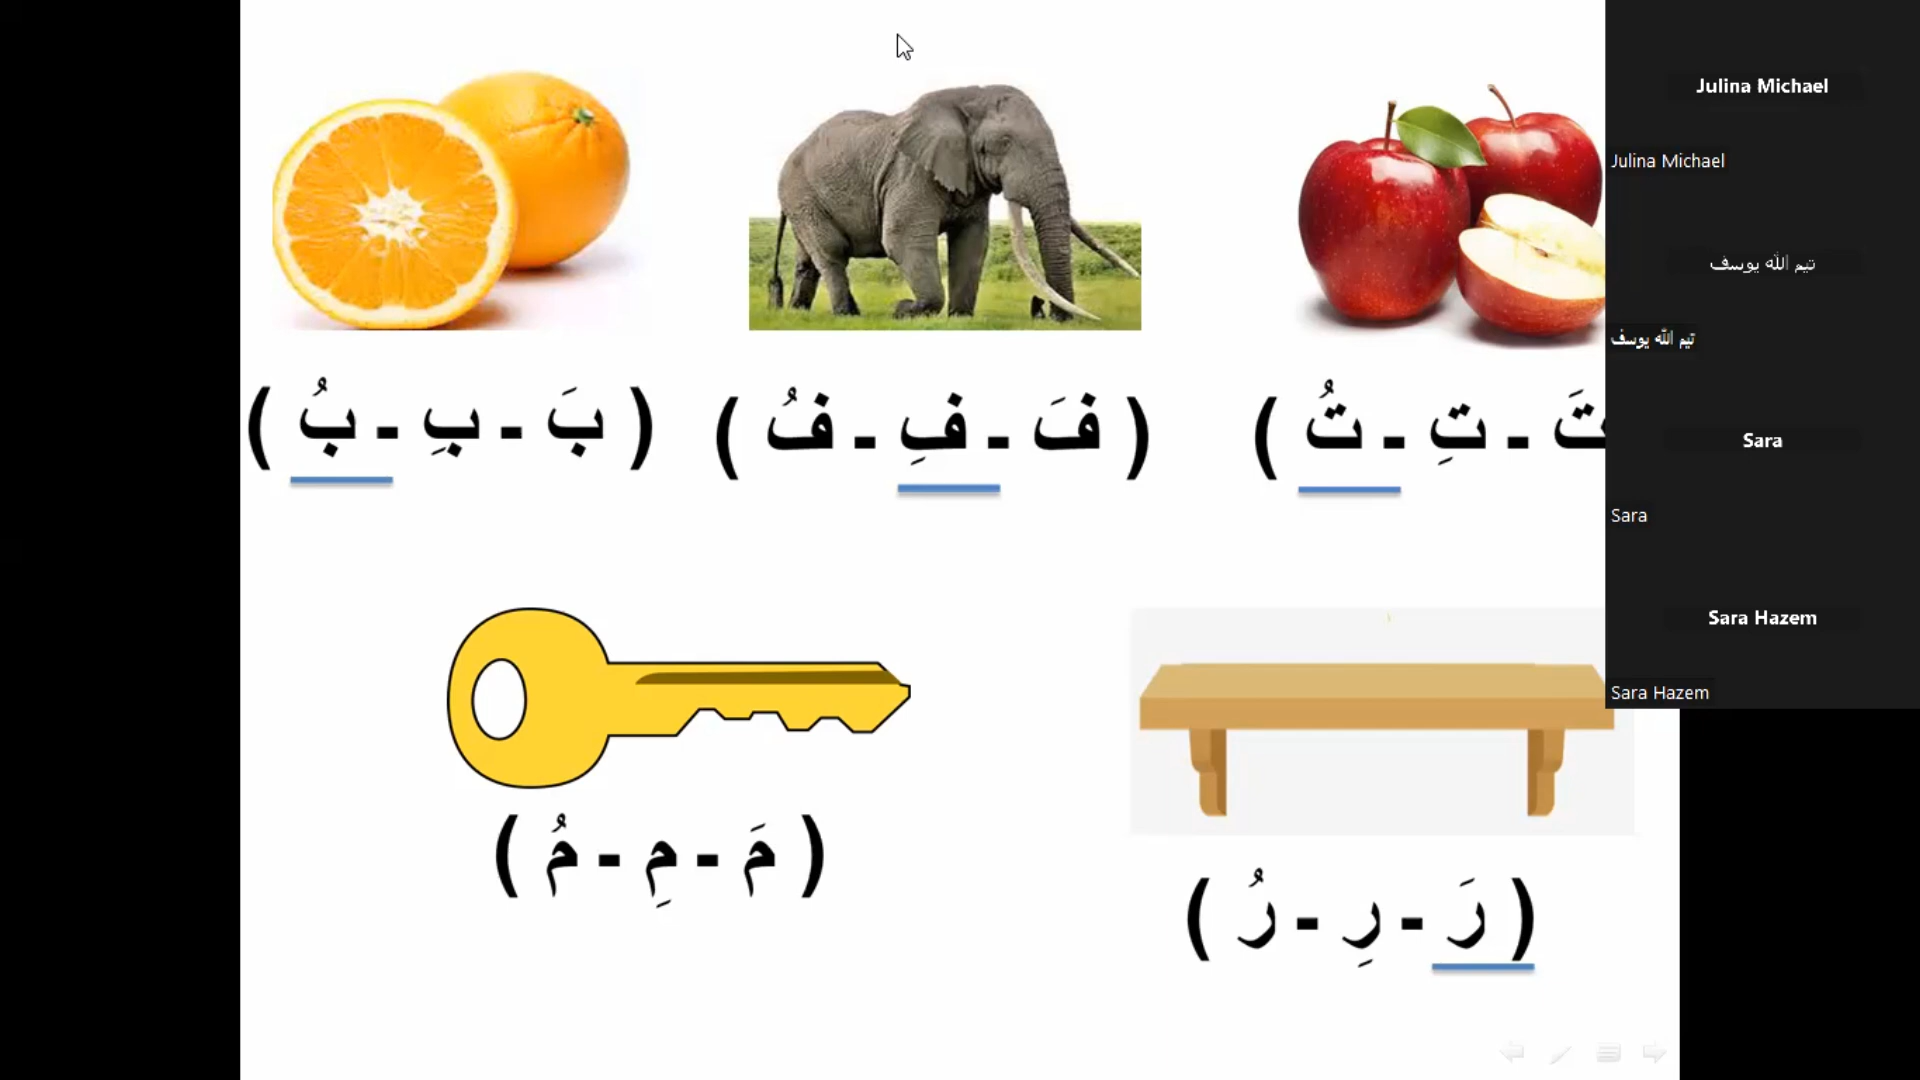 ( تَ - تِ - تُ )
( فَ - فِ - فُ )
( بَ - بِ - بُ )
( رَ - رِ - رُ )
( مَ - مِ - مُ )
Julina Michael
Julina Michael
تيم الله يوسف
تيم الله يوسف
Sara
Sara
Sara Hazem
Sara Hazem